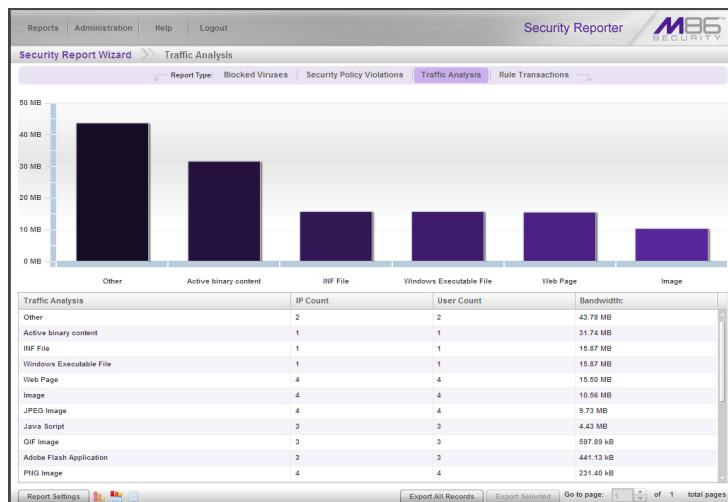 Reports Administration Help Logout Security Reporter M86 SECURITY
Security Report Wizard Traffic Analysis
Report Type: Blocked Viruses Security Policy Violations Traffic Analysis Rule Transactions
50 MB
40 MB
30 MB
20 MB
10 MB
0 MB
Other Active binary content INF File Windows Executable File Web Page Image
Traffic Analysis IP Count User Count Bandwidth:
Other 2 2 43.78 MB
Active binary content 1 1 31.74 MB
INF File 1 1 15.87 MB
Windows Executable File 1 1 15.87 MB
Web Page 4 4 15.50 MB
Image 4 4 10.56 MB
JPEG Image 4 4 9.73 MB
Java Script 3 3 4.43 MB
GIF Image 3 3 597.89 kB
Adobe Flash Application 3 3 441.13 kB
PNG Image 4 4 231.40 kB
Report Settings Export All Records Export Selected Go to page: 1 of 1 total pages